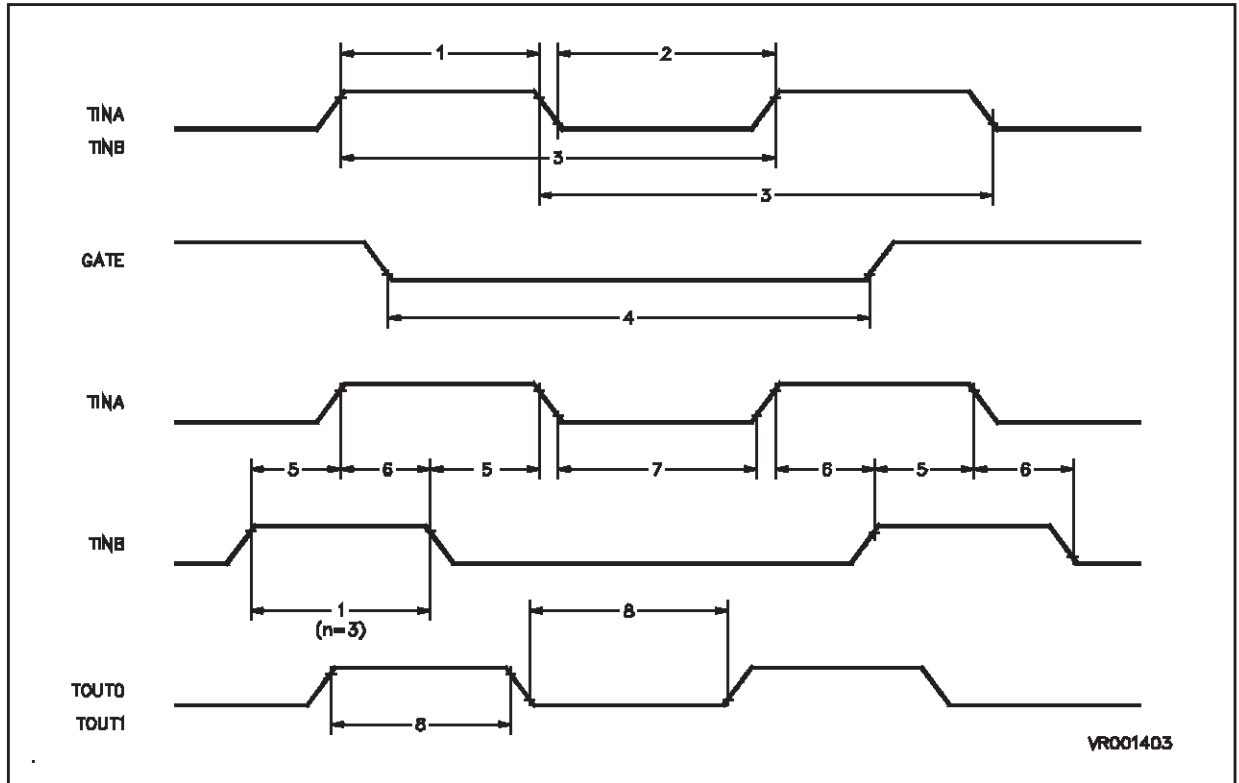 1 2
TINA
TINB
3
3
GATE
4
TINA
5 6 5 7 6 5 6
TINB
1 8
(n=3)
TOUT0
TOUT1
8
VR001403